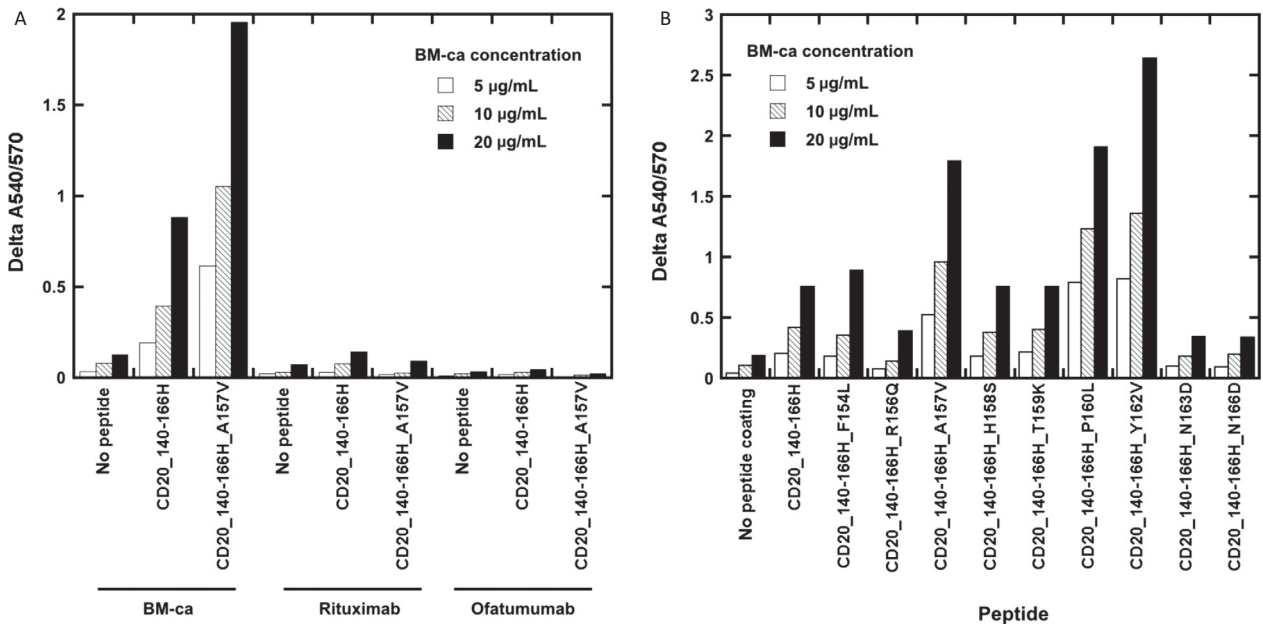 A
2
1.5
1
0.5
0
Delta A540/570
BM-ca concentration
5 µg/mL
10 µg/mL
20 µg/mL
No peptide
CD20_140-166H
CD20_140-166H_A157V
No peptide
CD20_140-166H
CD20_140-166H_A157V
No peptide
CD20_140-166H
CD20_140-166H_A157V
BM-ca
Rituximab
Ofatumumab
B
3
2.5
2
1.5
1
0.5
0
Delta A540/570
BM-ca concentration
5 µg/mL
10 µg/mL
20 µg/mL
No peptide coating
CD20_140-166H
CD20_140-166H_F154L
CD20_140-166H_R156Q
CD20_140-166H_A157V
CD20_140-166H_H158S
CD20_140-166H_T159K
CD20_140-166H_P160L
CD20_140-166H_Y162V
CD20_140-166H_N163D
CD20_140-166H_N166D
Peptide